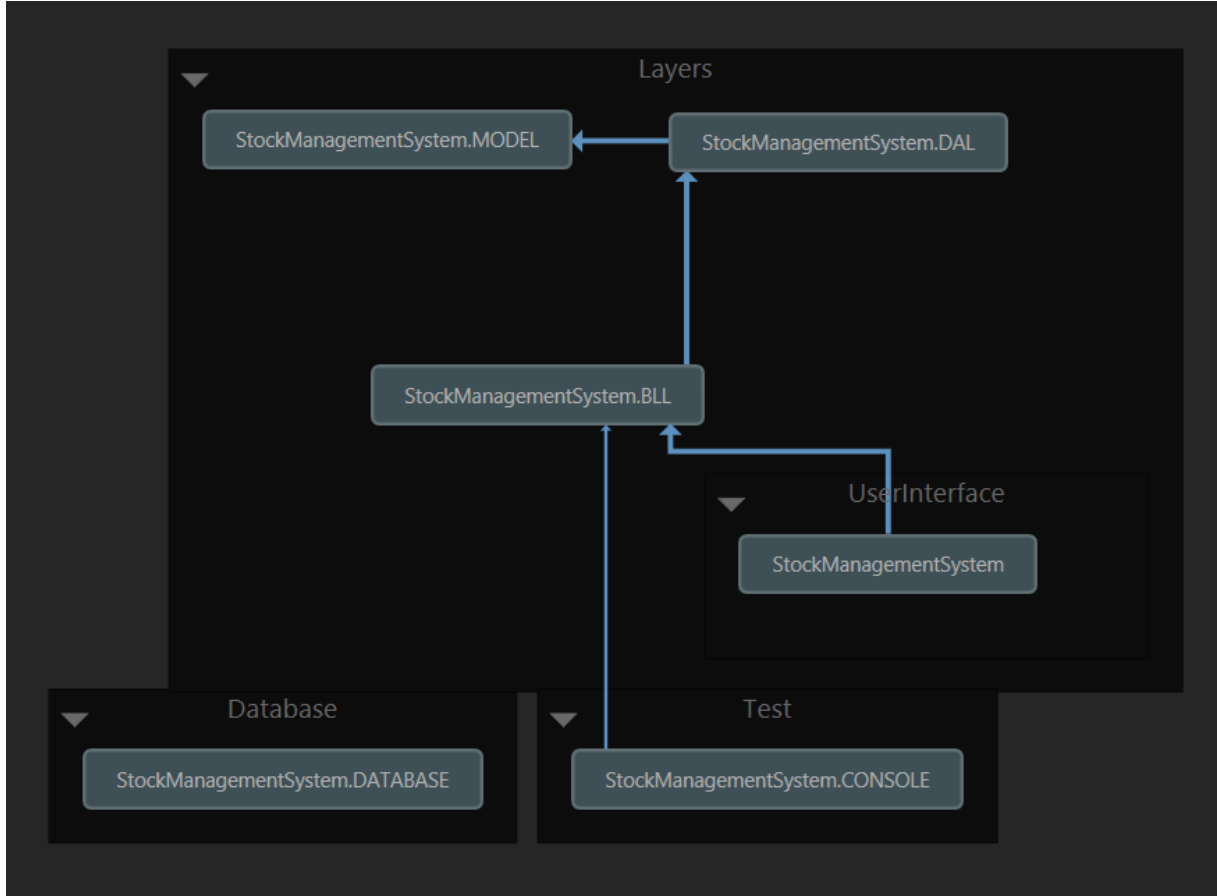 Layers
StockManagementSystem.MODEL
StockManagementSystem.DAL
StockManagementSystem.BLL
UserInterface
StockManagementSystem
Database
StockManagementSystem.DATABASE
Test
StockManagementSystem.CONSOLE